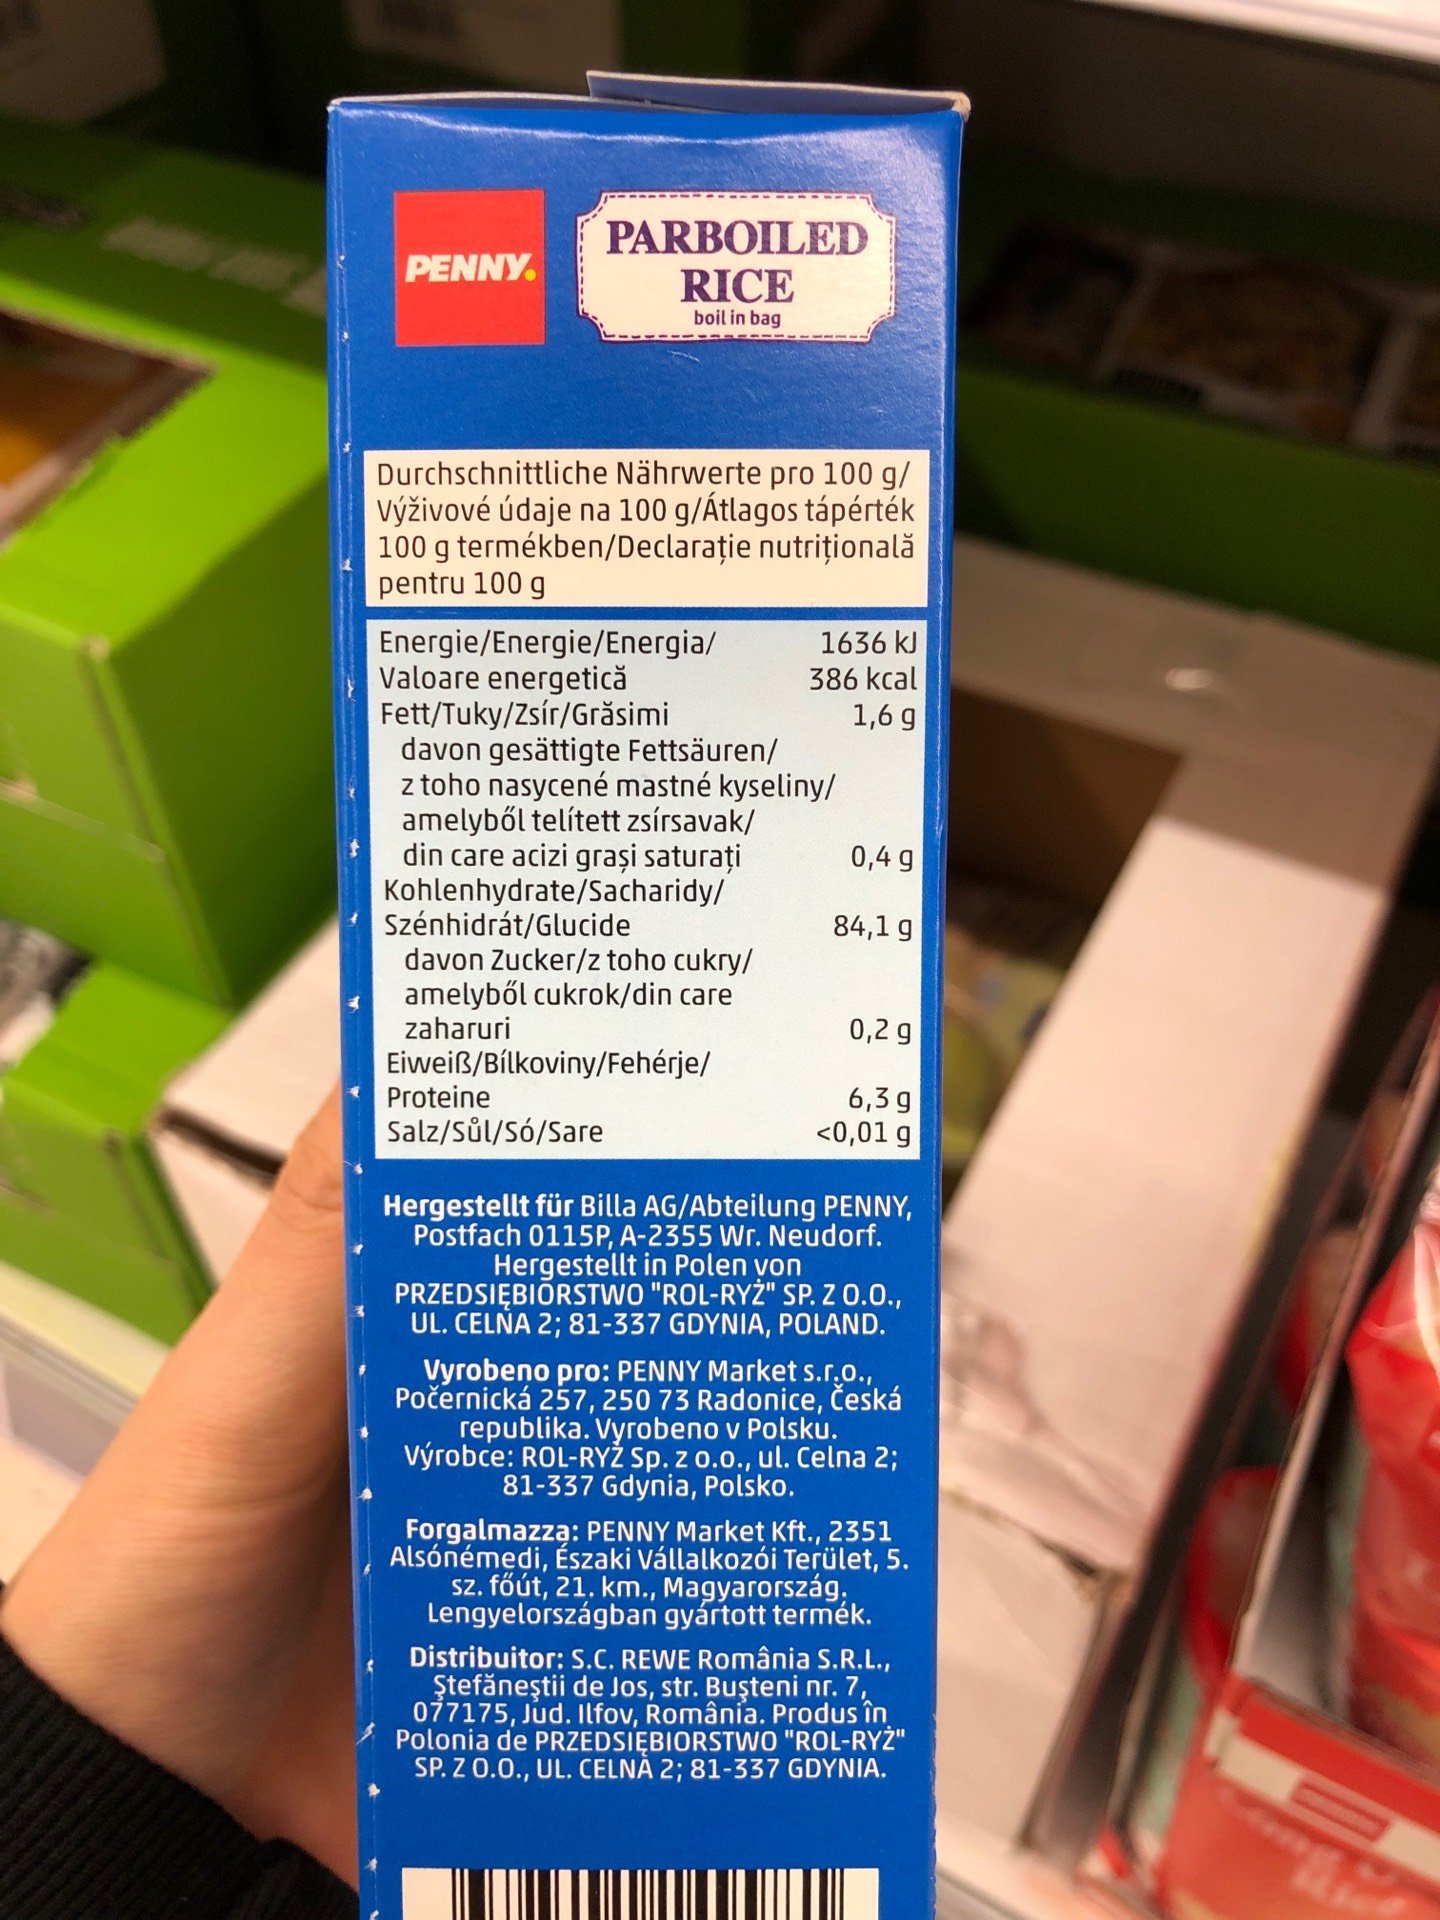 PENNY.
PARBOILED
RICE
boil in bag
Durchschnittliche Nährwerte pro 100 g/
Výživové údaje na 100 g/Átlagos tápérték
100 g termékben/Declarație nutrițională
pentru 100 g
Energie/Energie/Energia/ 1636 kJ
Valoare energetică 386 kcal
Fett/Tuky/Zsír/Grăsimi 1,6 g
davon gesättigte Fettsäuren/
z toho nasycené mastné kyseliny/
amelyből telített zsírsavak/
din care acizi grași saturați 0,4 g
Kohlenhydrate/Sacharidy/
Szénhidrát/Glucide 84,1 g
davon Zucker/z toho cukry/
amelyből cukrok/din care
zaharuri 0,2 g
Eiweiß/Bílkoviny/Fehérje/
Proteine 6,3 g
Salz/Sůl/Só/Sare <0,01 g
Hergestellt für Billa AG/Abteilung PENNY,
Postfach 0115P, A-2355 Wr. Neudorf.
Hergestellt in Polen von
PRZEDSIĘBIORSTWO "ROL-RYŻ" SP. Z O.O.,
UL. CELNA 2; 81-337 GDYNIA, POLAND.
Vyrobeno pro: PENNY Market s.r.o.,
Počernická 257, 250 73 Radonice, Česká
republika. Vyrobeno v Polsku.
Výrobce: ROL-RYŻ Sp. z o.o., ul. Celna 2;
81-337 Gdynia, Polsko.
Forgalmazza: PENNY Market Kft., 2351
Alsónémedi, Északi Vállalkozói Terület, 5.
sz. főút, 21. km., Magyarország.
Lengyelországban gyártott termék.
Distribuitor: S.C. REWE România S.R.L.,
Ștefăneștii de Jos, str. Bușteni nr. 7,
077175, Jud. Ilfov, România. Produs în
Polonia de PRZEDSIĘBIORSTWO "ROL-RYŻ"
SP. Z O.O., UL. CELNA 2; 81-337 GDYNIA.